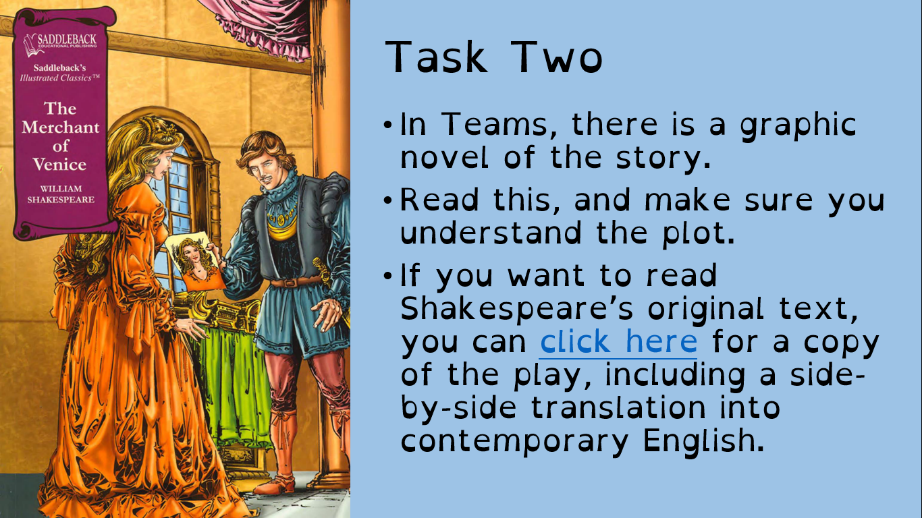 SADDLEBACK
EDUCATIONAL PUBLISHING
Saddleback's
Illustrated Classics™
The
Merchant
of
Venice
WILLIAM
SHAKESPEARE
Task Two
• In Teams, there is a graphic
novel of the story.
• Read this, and make sure you
understand the plot.
• If you want to read
Shakespeare's original text,
you can click here for a copy
of the play, including a side-
by-side translation into
contemporary English.